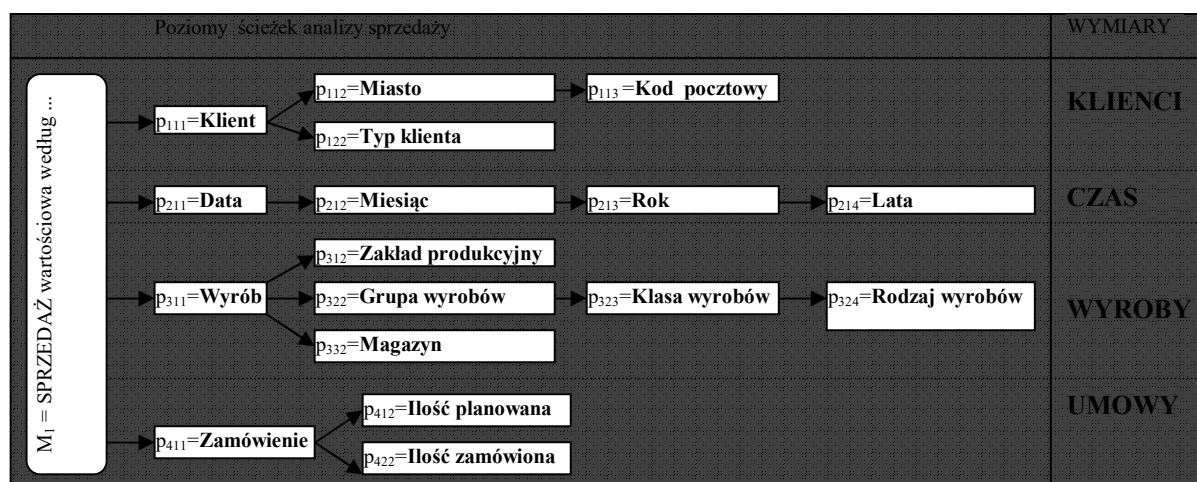 Poziomy ścieżek analizy sprzedaży
WYMIARY
M1 = SPRZEDAŻ wartościowa według ...
p111=Klient
p112=Miasto
p113 =Kod pocztowy
p122=Typ klienta
KLIENCI
p211=Data
p212=Miesiąc
p213=Rok
p214=Lata
CZAS
p311=Wyrób
p312=Zakład produkcyjny
p322=Grupa wyrobów
p323=Klasa wyrobów
p324=Rodzaj wyrobów
p332=Magazyn
WYROBY
p411=Zamówienie
p412=Ilość planowana
p422=Ilość zamówiona
UMOWY